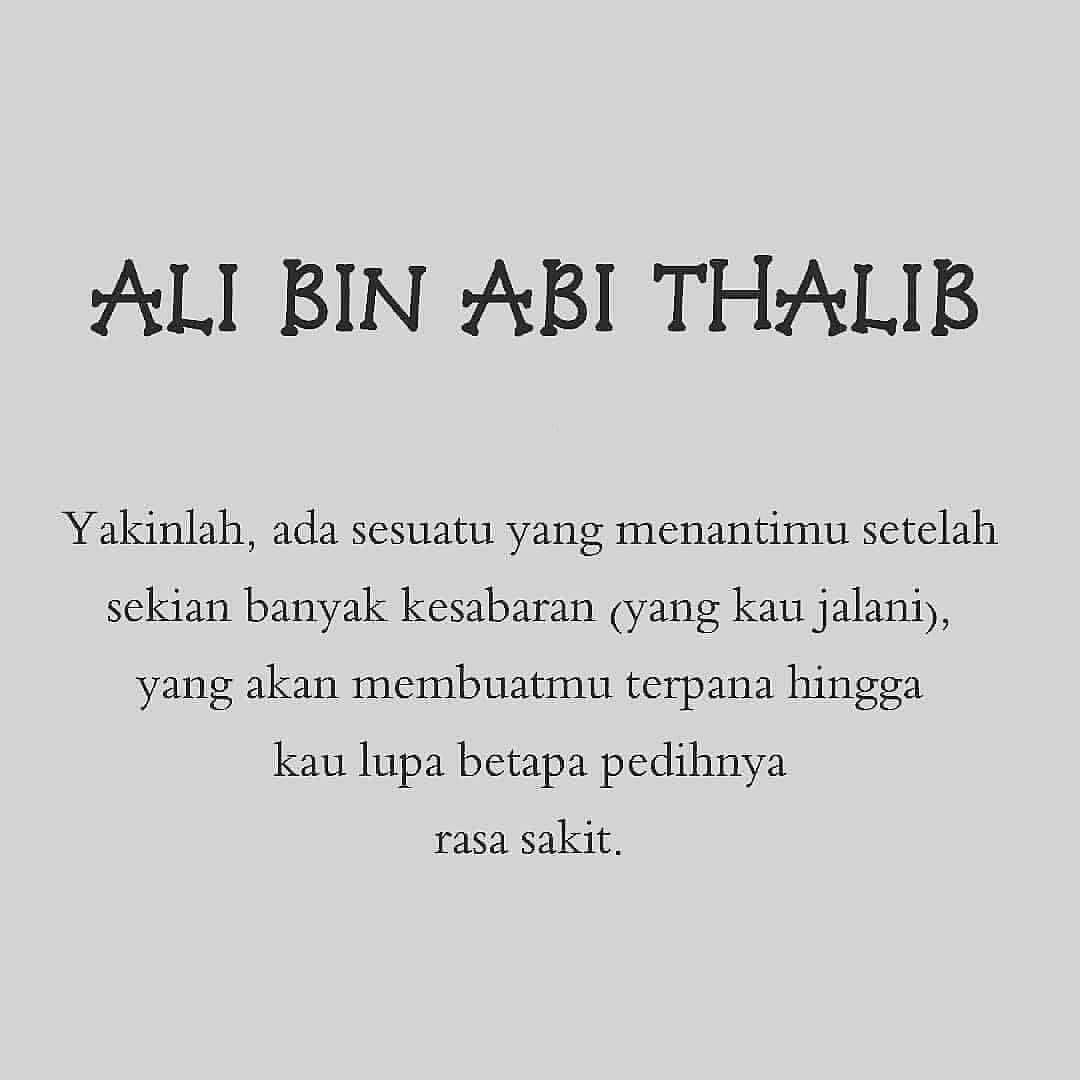 ALI BIN ABI THALIB
Yakinlah, ada sesuatu yang menantimu setelah
sekian banyak kesabaran (yang kau jalani),
yang akan membuatmu terpana hingga
kau lupa betapa pedihnya
rasa sakit.